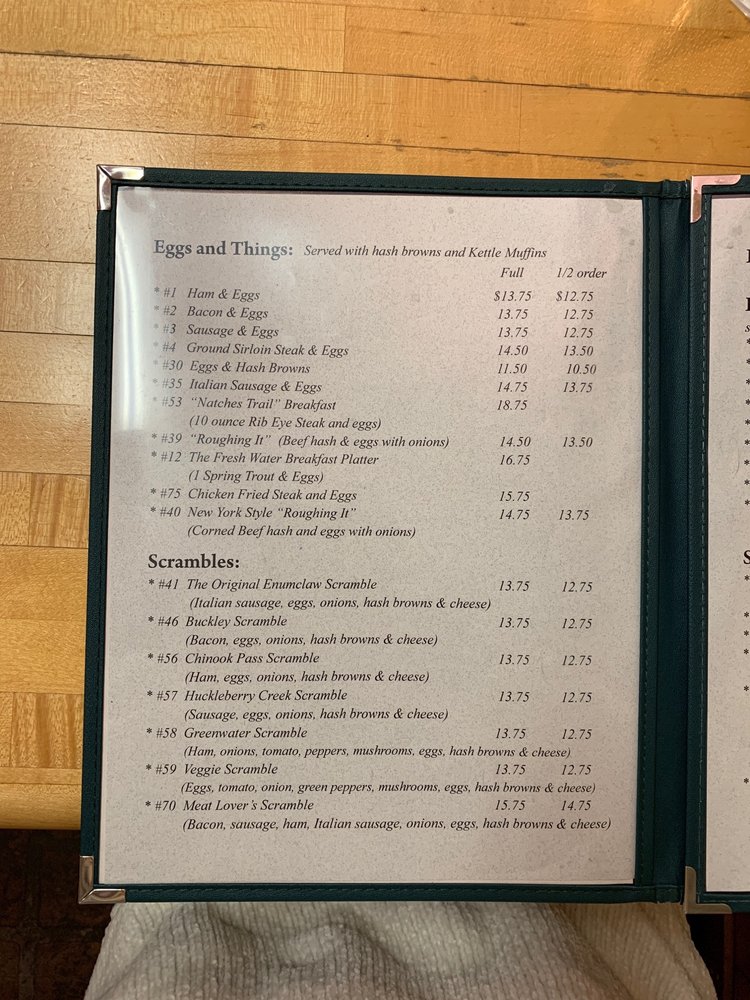 Eggs and Things: Served with hash browns and Kettle Muffins
Full 1/2 order
* #1 Ham & Eggs $13.75 $12.75
* #2 Bacon & Eggs 13.75 12.75
* #3 Sausage & Eggs 13.75 12.75
* #4 Ground Sirloin Steak & Eggs 14.50 13.50
* #30 Eggs & Hash Browns 11.50 10.50
* #35 Italian Sausage & Eggs 14.75 13.75
* #53 “Natches Trail” Breakfast 18.75
(10 ounce Rib Eye Steak and eggs)
* #39 “Roughing It” (Beef hash & eggs with onions) 14.50 13.50
* #12 The Fresh Water Breakfast Platter 16.75
(1 Spring Trout & Eggs)
* #75 Chicken Fried Steak and Eggs 15.75
* #40 New York Style “Roughing It” 14.75 13.75
(Corned Beef hash and eggs with onions)
Scrambles:
* #41 The Original Enumclaw Scramble 13.75 12.75
(Italian sausage, eggs, onions, hash browns & cheese)
* #46 Buckley Scramble 13.75 12.75
(Bacon, eggs, onions, hash browns & cheese)
* #56 Chinook Pass Scramble 13.75 12.75
(Ham, eggs, onions, hash browns & cheese)
* #57 Huckleberry Creek Scramble 13.75 12.75
(Sausage, eggs, onions, hash browns & cheese)
* #58 Greenwater Scramble 13.75 12.75
(Ham, onions, tomato, peppers, mushrooms, eggs, hash browns & cheese)
* #59 Veggie Scramble 13.75 12.75
(Eggs, tomato, onion, green peppers, mushrooms, eggs, hash browns & cheese)
* #70 Meat Lover's Scramble 15.75 14.75
(Bacon, sausage, ham, Italian sausage, onions, eggs, hash browns & cheese)